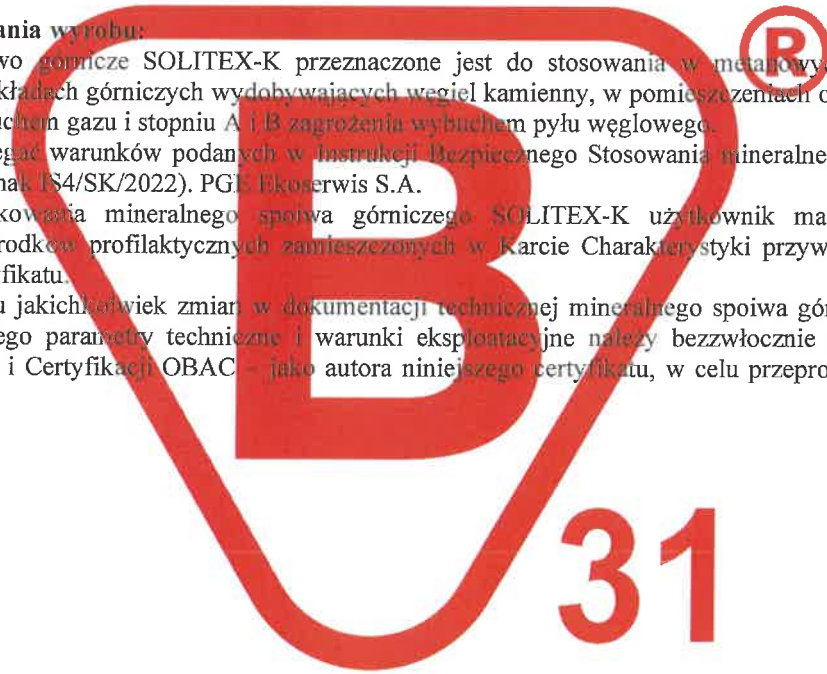 ania wyrobu:
wo górnicze SOLITEX-K przeznaczone jest do stosowania w metanowy
kładach górniczych wydobywających węgiel kamienny, w pomieszczeniach
uchem gazu i stopniu A i B zagrożenia wybuchem pyłu węglowego.
egać warunków podanych w Instrukcji Bezpiecznego Stosowania mineralne
nak IS4/SK/2022). PGE Ekoserwis S.A.
kowania mineralnego spoiwa górniczego SOLITEX-K użytkownik ma
rodków profilaktycznych zamieszczonych w Karcie Charakterystyki przyw
fikatu.
u jakichkolwiek zmian w dokumentacji technicznej mineralnego spoiwa gór
ego parametry techniczne i warunki eksploatacyjne należy bezzwłocznie
i Certyfikacji OBAC – jako autora niniejszego certyfikatu, w celu przepro
®
B
31